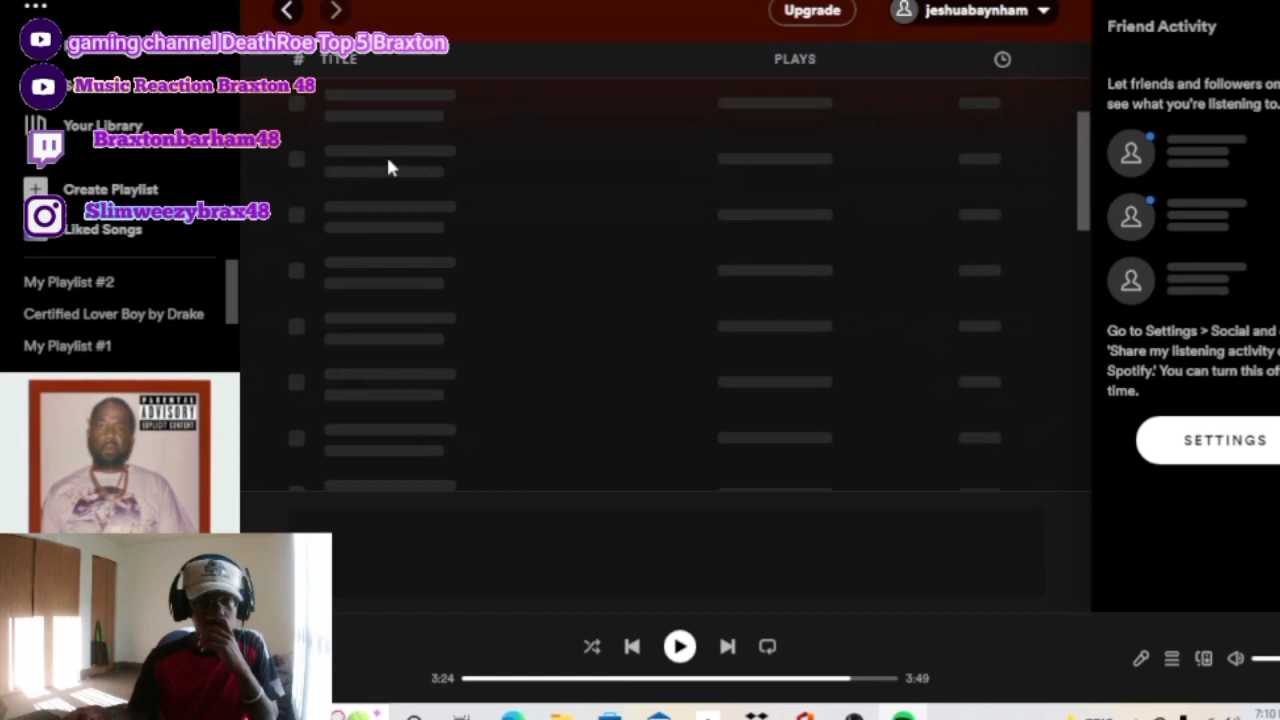 Upgrade
jeshuabaynham
Friend Activity
gaming channel DeathRoe Top 5 Braxton
# TITLE
PLAYS
Music Reaction Braxton 48
Let friends and followers on
see what you're listening to.
Your Library
Braxtonbarham48
Create Playlist
Slimweezybrax48
Liked Songs
My Playlist #2
Certified Lover Boy by Drake
My Playlist #1
Go to Settings > Social and
'Share my listening activity
Spotify.' You can turn this of
time.
PARENTAL
ADVISORY
EXPLICIT CONTENT
SETTINGS
3:24
3:49
7:10